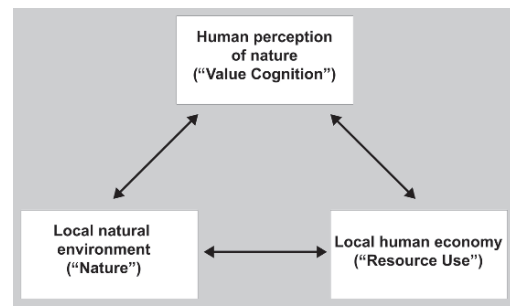 Human perception
of nature
(“Value Cognition”)
Local natural
environment
(“Nature”)
Local human economy
(“Resource Use”)